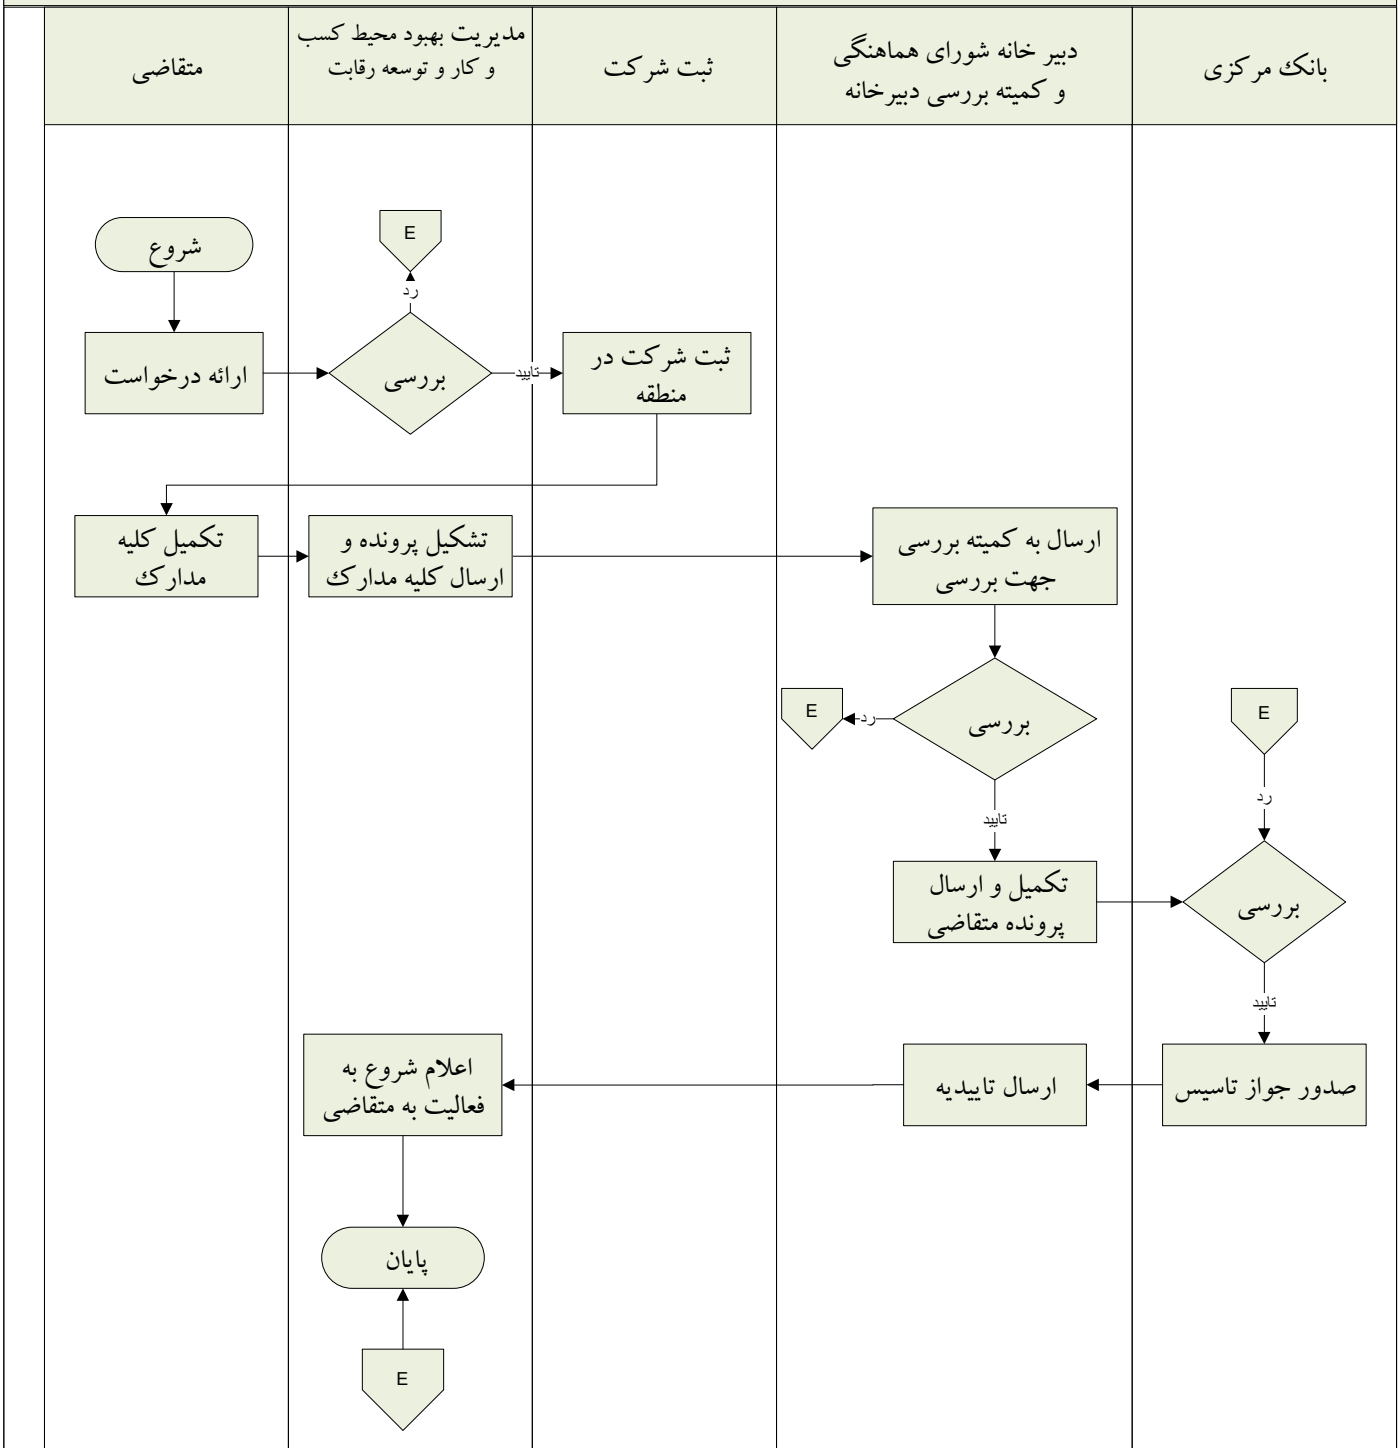 متقاضی
مدیریت بهبود محیط کسب
و کار و توسعه رقابت
ثبت شرکت
دبیر خانه شورای هماهنگی
و کمیته بررسی دبیرخانه
بانک مرکزی
شروع
E
رد
ارائه درخواست
بررسی
تایید
ثبت شرکت در
منطقه
تکمیل کلیه
مدارک
تشکیل پرونده و
ارسال کلیه مدارک
ارسال به کمیته بررسی
جهت بررسی
E
رد
بررسی
تایید
E
رد
تکمیل و ارسال
پرونده متقاضی
بررسی
تایید
صدور جواز تاسیس
ارسال تاییدیه
اعلام شروع به
فعالیت به متقاضی
پایان
E